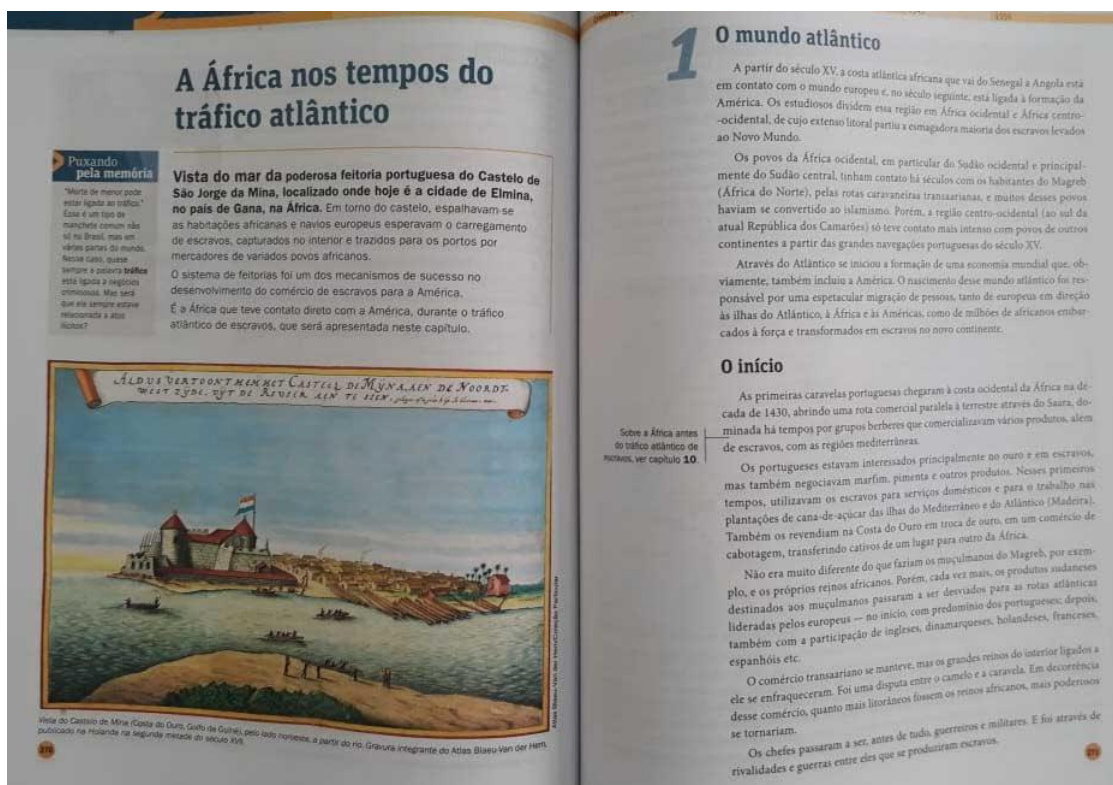 A África nos tempos do
tráfico atlântico
Puxando
pela memória
"Morte de menor pode
estar ligada ao tráfico."
Esse é um tipo de
manchete comum não
só no Brasil, mas em
várias partes do mundo.
Nesse caso, quase
sempre a palavra tráfico
está ligada a negócios
criminosos. Mas será
que ele sempre esteve
relacionado a atos
ilícitos?
Vista do mar da poderosa feitoria portuguesa do Castelo de
São Jorge da Mina, localizado onde hoje é a cidade de Elmina,
no país de Gana, na África. Em torno do castelo, espalhavam-se
as habitações africanas e navios europeus esperavam o carregamento
de escravos, capturados no interior e trazidos para os portos por
mercadores de variados povos africanos.
O sistema de feitorias foi um dos mecanismos de sucesso no
desenvolvimento do comércio de escravos para a América.
É a África que teve contato direto com a América, durante o tráfico
atlântico de escravos, que será apresentada neste capítulo.
ALDUS VERTOONT HEM HET CASTEEL DE MYNA AEN DE NOORDT-
WEST ZYDE, UYT DE REVIER AEN TE SIEN
Atlas Blaeu-Van der Hem/Coleção Particular
Vista do Castelo de Mina (Costa do Ouro, Golfo da Guiné), pelo lado noroeste, a partir do rio. Gravura integrante do Atlas Blaeu-Van der Hem,
publicado na Holanda na segunda metade do século XVII.
270
1
O mundo atlântico
A partir do século XV, a costa atlântica africana que vai do Senegal a Angola está
em contato com o mundo europeu e, no século seguinte, está ligada à formação da
América. Os estudiosos dividem essa região em África ocidental e África centro-
-ocidental, de cujo extenso litoral partiu a esmagadora maioria dos escravos levados
ao Novo Mundo.
Os povos da África ocidental, em particular do Sudão ocidental e principal-
mente do Sudão central, tinham contato há séculos com os habitantes do Magreb
(África do Norte), pelas rotas caravaneiras transaarianas, e muitos desses povos
haviam se convertido ao islamismo. Porém, a região centro-ocidental (ao sul da
atual República dos Camarões) só teve contato mais intenso com povos de outros
continentes a partir das grandes navegações portuguesas do século XV.
Através do Atlântico se iniciou a formação de uma economia mundial que, ob-
viamente, também incluiu a América. O nascimento desse mundo atlântico foi res-
ponsável por uma espetacular migração de pessoas, tanto de europeus em direção
às ilhas do Atlântico, à África e às Américas, como de milhões de africanos embar-
cados à força e transformados em escravos no novo continente.
O início
As primeiras caravelas portuguesas chegaram à costa ocidental da África na dé-
cada de 1430, abrindo uma rota comercial paralela à terrestre através do Saara, do-
minada há tempos por grupos berberes que comercializavam vários produtos, além
de escravos, com as regiões mediterrâneas.
Sobre a África antes
do tráfico atlântico de
escravos, ver capítulo 10.
Os portugueses estavam interessados principalmente no ouro e em escravos,
mas também negociavam marfim, pimenta e outros produtos. Nesses primeiros
tempos, utilizavam os escravos para serviços domésticos e para o trabalho nas
plantações de cana-de-açúcar das ilhas do Mediterrâneo e do Atlântico (Madeira).
Também os revendiam na Costa do Ouro em troca de ouro, em um comércio de
cabotagem, transferindo cativos de um lugar para outro da África.
Não era muito diferente do que faziam os muçulmanos do Magreb, por exem-
plo, e os próprios reinos africanos. Porém, cada vez mais, os produtos sudaneses
destinados aos muçulmanos passaram a ser desviados para as rotas atlânticas
lideradas pelos europeus — no início, com predomínio dos portugueses; depois,
também com a participação de ingleses, dinamarqueses, holandeses, franceses,
espanhóis etc.
O comércio transaariano se manteve, mas os grandes reinos do interior ligados a
ele se enfraqueceram. Foi uma disputa entre o camelo e a caravela. Em decorrência
desse comércio, quanto mais litorâneos fossem os reinos africanos, mais poderosos
se tornariam.
Os chefes passaram a ser, antes de tudo, guerreiros e militares. E foi através de
rivalidades e guerras entre eles que se produziram escravos.
271